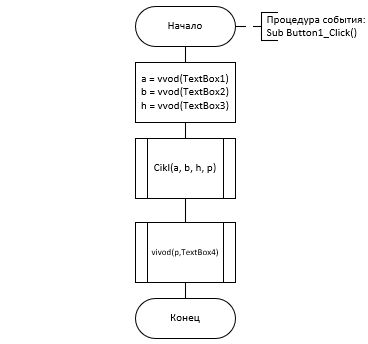 Начало
Процедура события:
Sub Button1_Click()
a = vvod(TextBox1)
b = vvod(TextBox2)
h = vvod(TextBox3)
Cikl(a, b, h, p)
vivod(p,TextBox4)
Конец